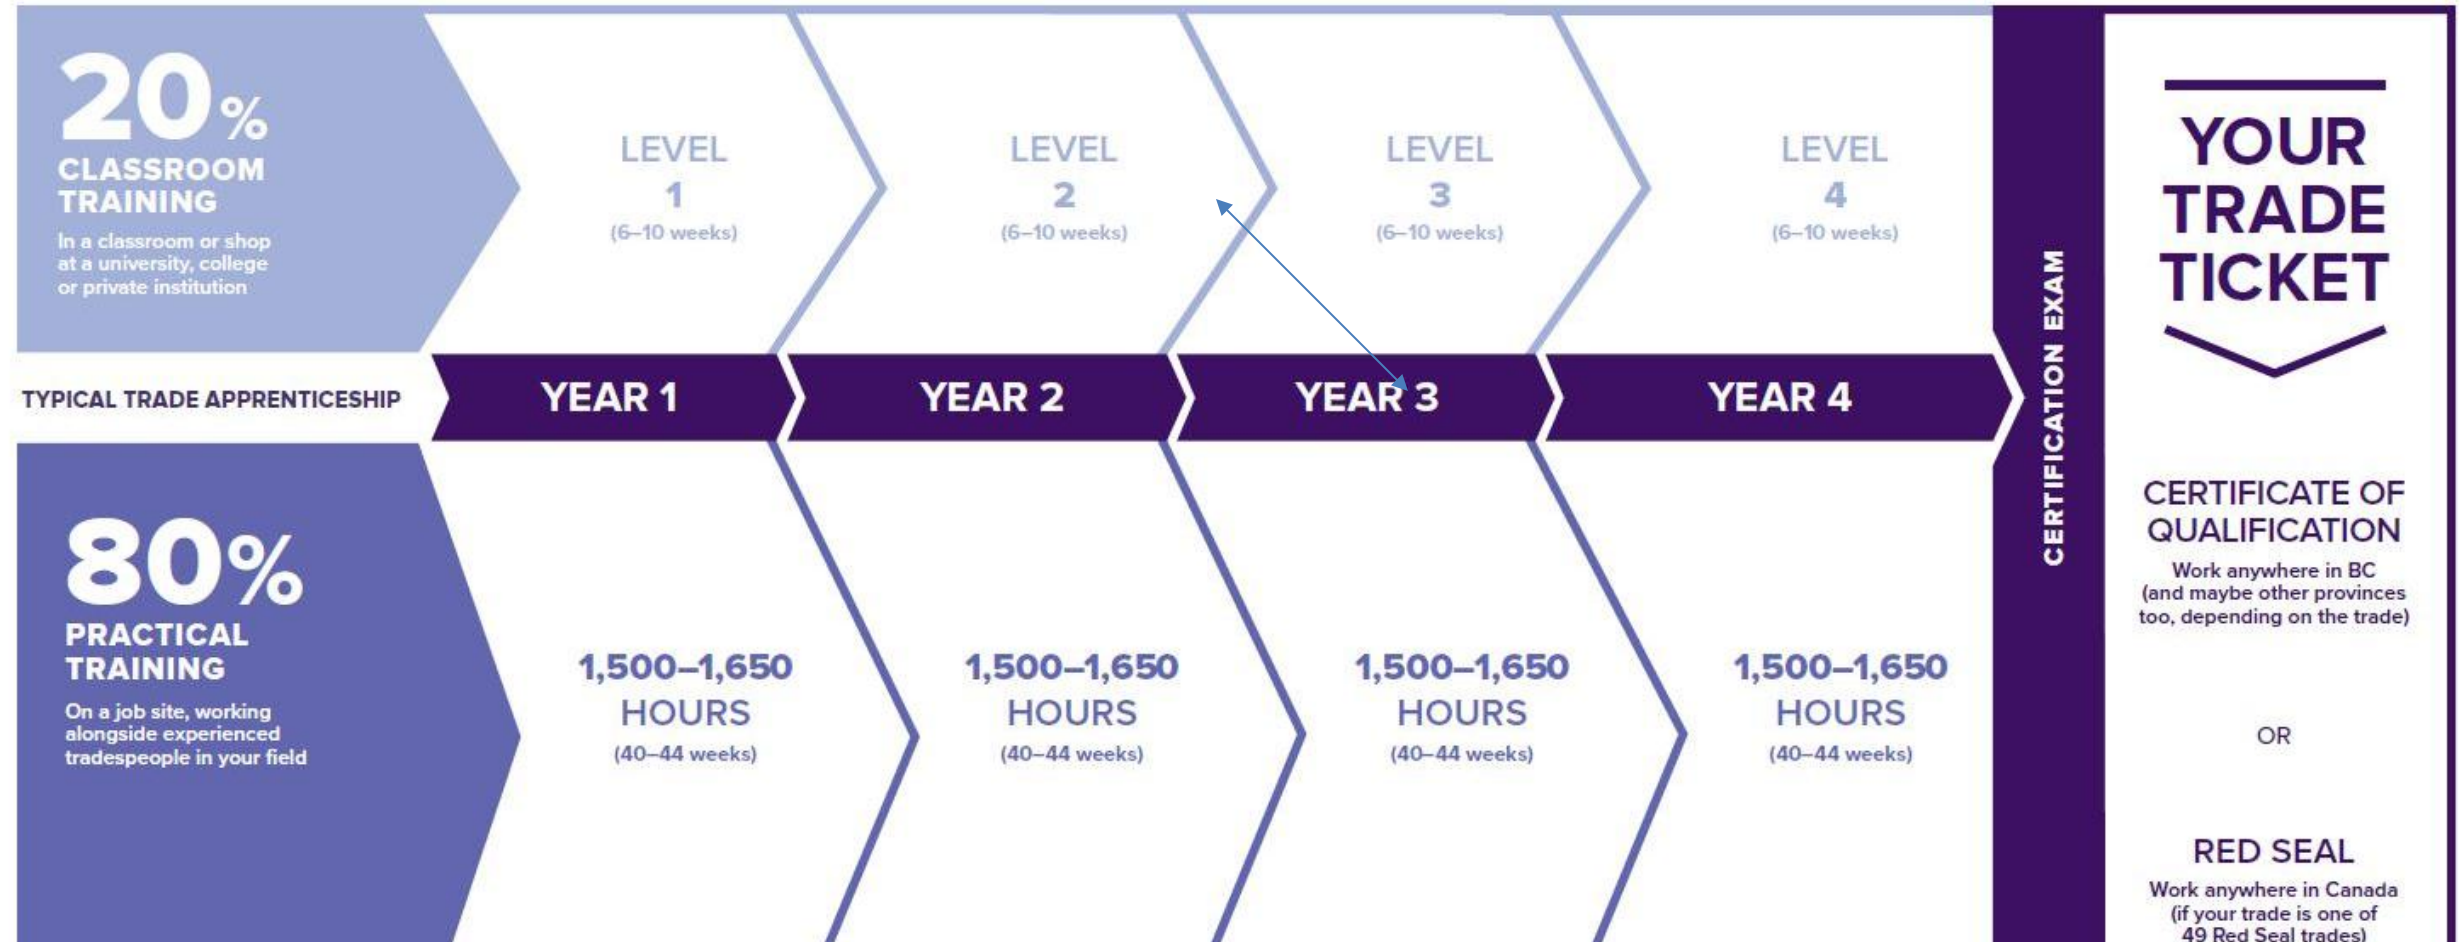 20%
CLASSROOM
TRAINING
In a classroom or shop
at a university, college
or private institution
LEVEL
1
(6–10 weeks)
LEVEL
2
(6–10 weeks)
LEVEL
3
(6–10 weeks)
LEVEL
4
(6–10 weeks)
TYPICAL TRADE APPRENTICESHIP
YEAR 1
YEAR 2
YEAR 3
YEAR 4
80%
PRACTICAL
TRAINING
On a job site, working
alongside experienced
tradespeople in your field
1,500–1,650
HOURS
(40–44 weeks)
1,500–1,650
HOURS
(40–44 weeks)
1,500–1,650
HOURS
(40–44 weeks)
1,500–1,650
HOURS
(40–44 weeks)
CERTIFICATION EXAM
YOUR
TRADE
TICKET
CERTIFICATE OF
QUALIFICATION
Work anywhere in BC
(and maybe other provinces
too, depending on the trade)
OR
RED SEAL
Work anywhere in Canada
(if your trade is one of
49 Red Seal trades)